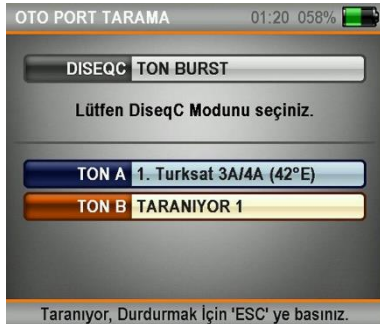 OTO PORT TARAMA 01:20 058%
DISEQC TON BURST
Lütfen DiseqC Modunu seçiniz.
TON A 1. Turksat 3A/4A (42°E)
TON B TARANIYOR 1
Taranıyor, Durdurmak İçin 'ESC' ye basınız.